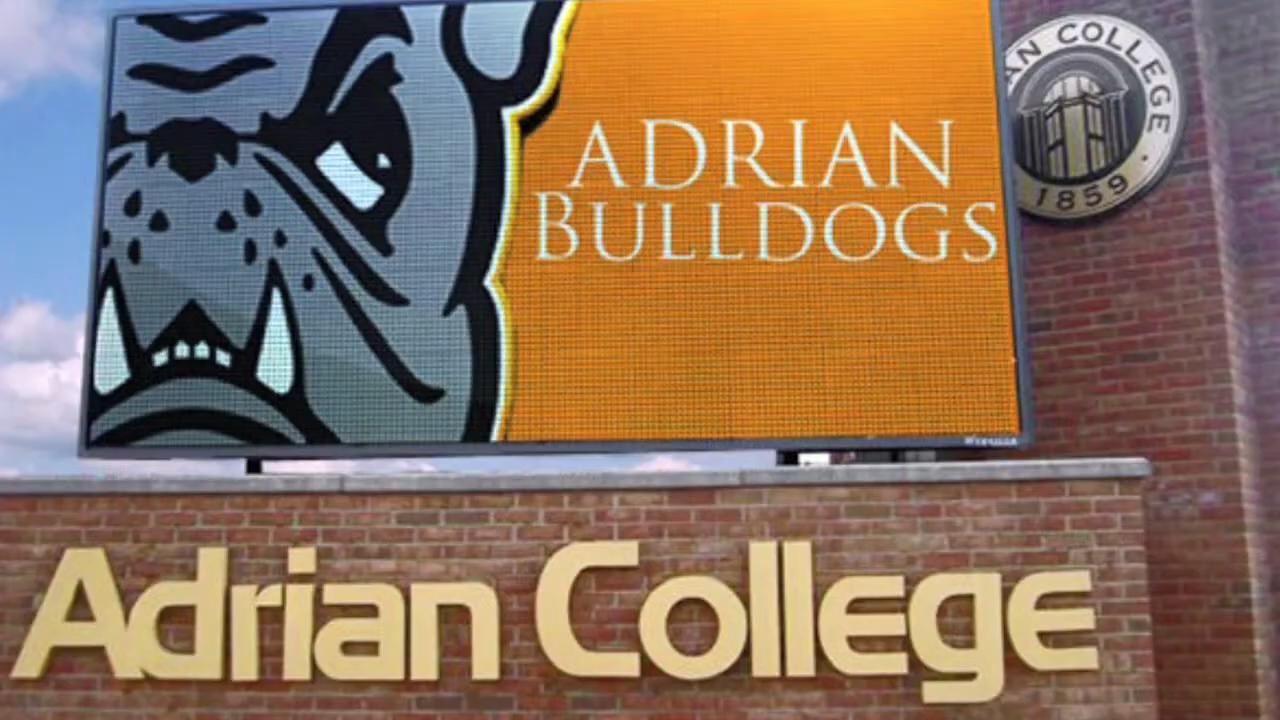 ADRIAN
BULLDOGS
AN COLLEGE
· 1859
Adrian College